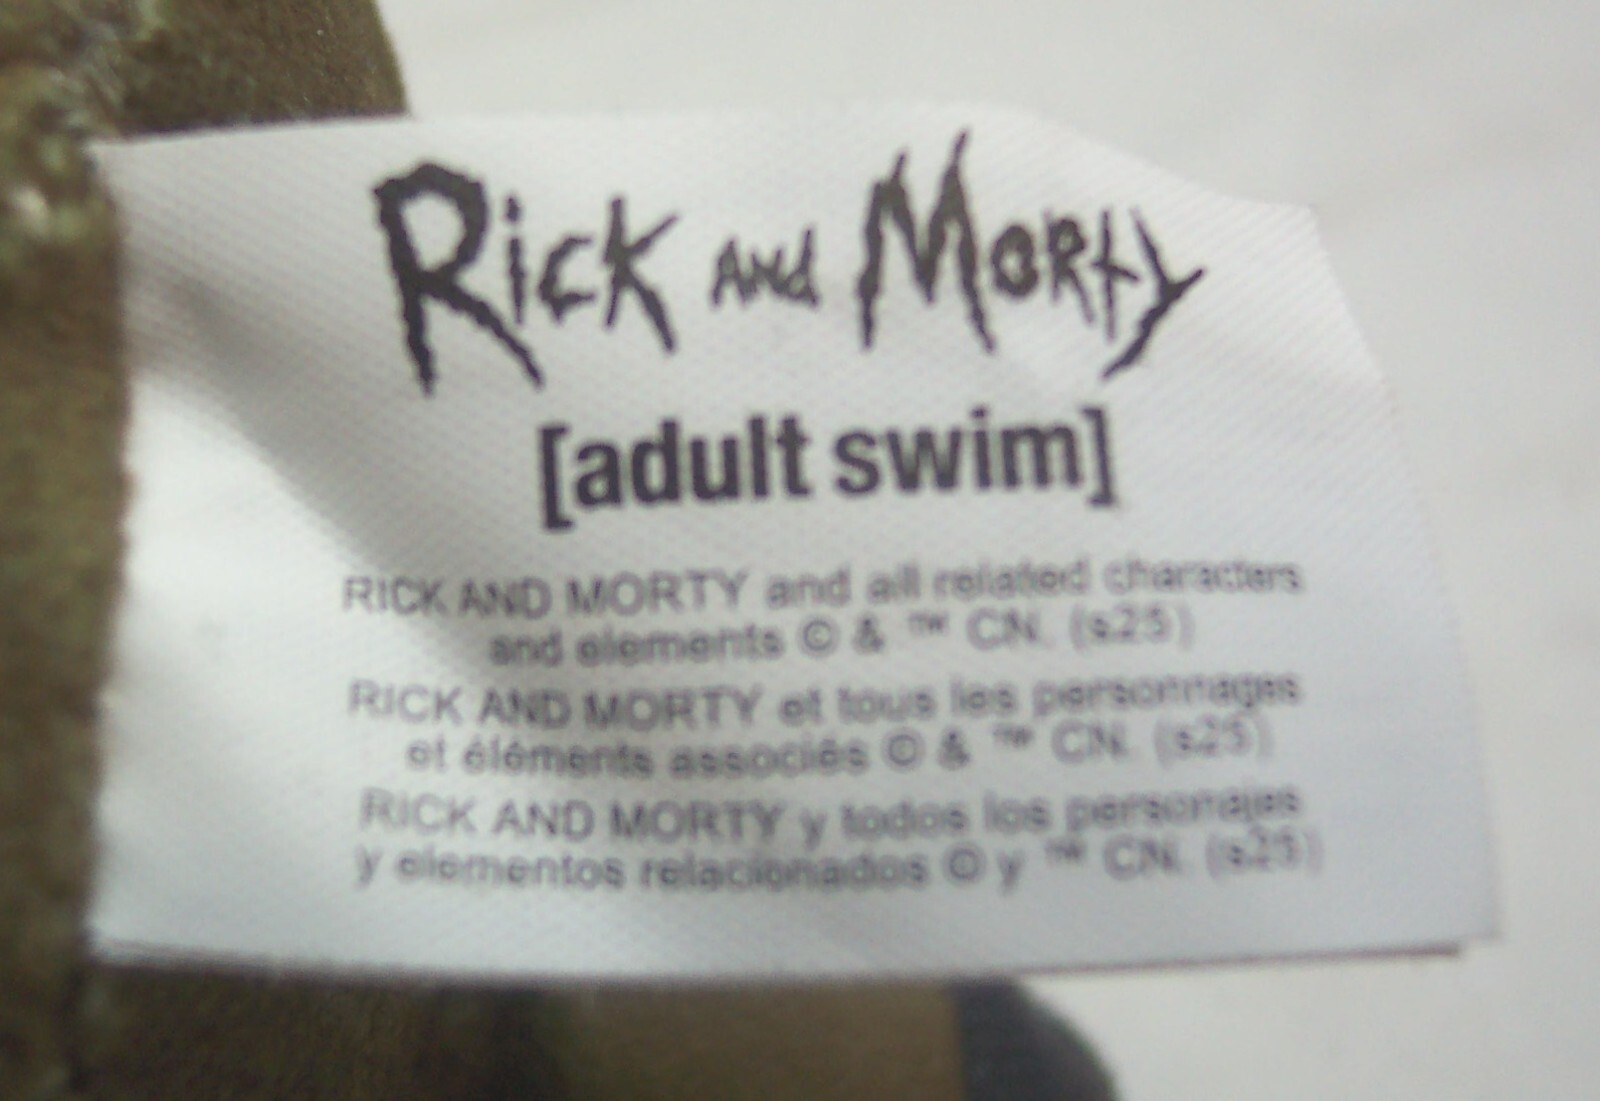 Rick and Morty
[adult swim]
RICK AND MORTY and all related characters
and elements © & ™ CN. (s25)
RICK AND MORTY et tous les personnages
et éléments associés © & ™ CN. (s25)
RICK AND MORTY y todos los personajes
y elementos relacionados © y ™ CN. (s25)